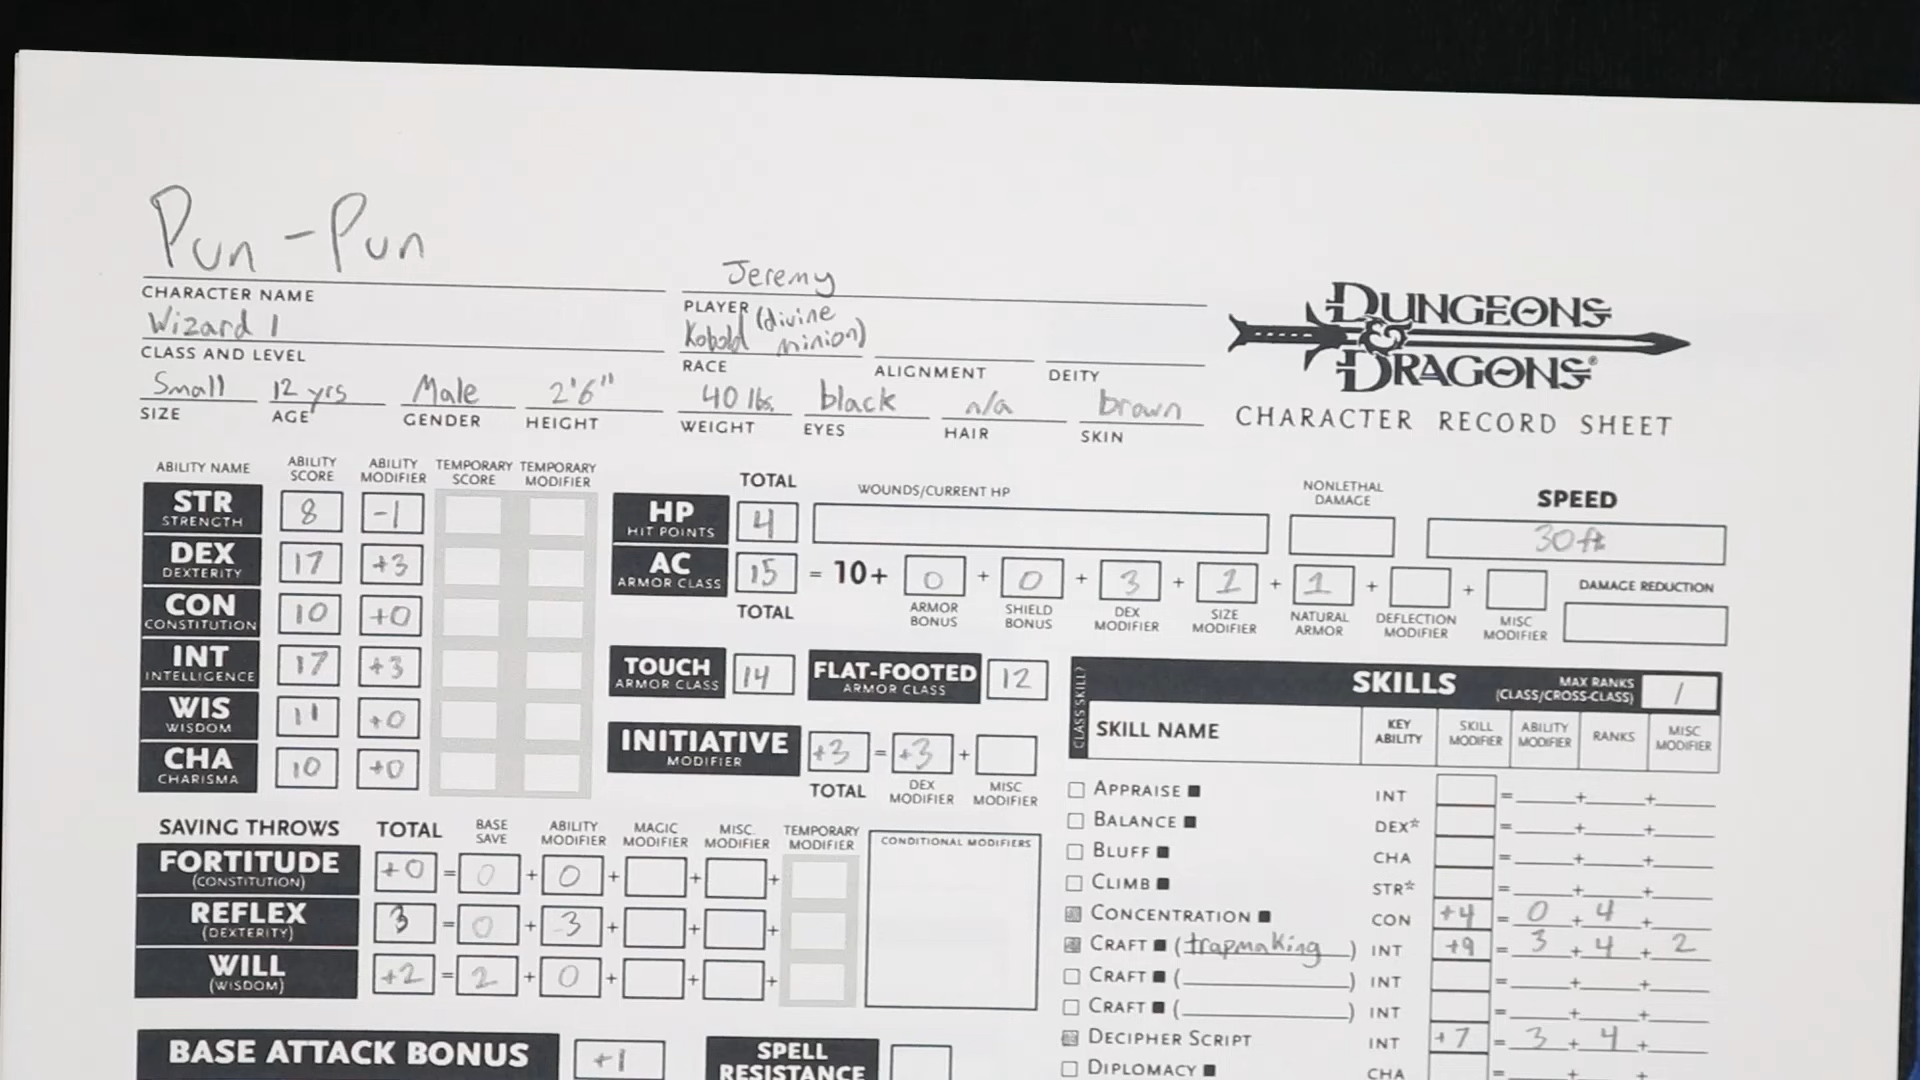 Pun-Pun
CHARACTER NAME
Jeremy
PLAYER
Wizard 1
CLASS AND LEVEL
Kobold (divine minion)
RACE
ALIGNMENT
DEITY
DUNGEONS & DRAGONS®
CHARACTER RECORD SHEET
Small 12 yrs Male 2'6" 40 lbs. black n/a brown
SIZE AGE GENDER HEIGHT WEIGHT EYES HAIR SKIN
ABILITY NAME ABILITY SCORE ABILITY MODIFIER TEMPORARY SCORE TEMPORARY MODIFIER
STR STRENGTH 8 -1
DEX DEXTERITY 17 +3
CON CONSTITUTION 10 +0
INT INTELLIGENCE 17 +3
WIS WISDOM 11 +0
CHA CHARISMA 10 +0
TOTAL WOUNDS/CURRENT HP NONLETHAL DAMAGE SPEED
HP HIT POINTS 4 30 ft
AC ARMOR CLASS 15 = 10+ 0 + 0 + 3 + 1 + 1 + +
TOTAL ARMOR BONUS SHIELD BONUS DEX MODIFIER SIZE MODIFIER NATURAL ARMOR DEFLECTION MODIFIER MISC MODIFIER
DAMAGE REDUCTION
TOUCH ARMOR CLASS 14 FLAT-FOOTED ARMOR CLASS 12
INITIATIVE MODIFIER +3 = +3 +
TOTAL DEX MODIFIER MISC MODIFIER
SAVING THROWS TOTAL BASE SAVE ABILITY MODIFIER MAGIC MODIFIER MISC. MODIFIER TEMPORARY MODIFIER
FORTITUDE (CONSTITUTION) +0 = 0 + 0 + + +
REFLEX (DEXTERITY) 3 = 0 + 3 + + +
WILL (WISDOM) +2 = 2 + 0 + + +
CONDITIONAL MODIFIERS
BASE ATTACK BONUS +1
SPELL RESISTANCE
CLASS SKILL?
SKILLS MAX RANKS (CLASS/CROSS-CLASS) /
SKILL NAME KEY ABILITY SKILL MODIFIER ABILITY MODIFIER RANKS MISC MODIFIER
APPRAISE ■ INT = + +
BALANCE ■ DEX* = + +
BLUFF ■ CHA = + +
CLIMB ■ STR* = + +
CONCENTRATION ■ CON +4 = 0 + 4 +
CRAFT ■ (trapmaking) INT +9 = 3 + 4 + 2
CRAFT ■ ( ) INT = + +
CRAFT ■ ( ) INT = + +
DECIPHER SCRIPT INT +7 = 3 + 4 +
DIPLOMACY ■ CHA = + +